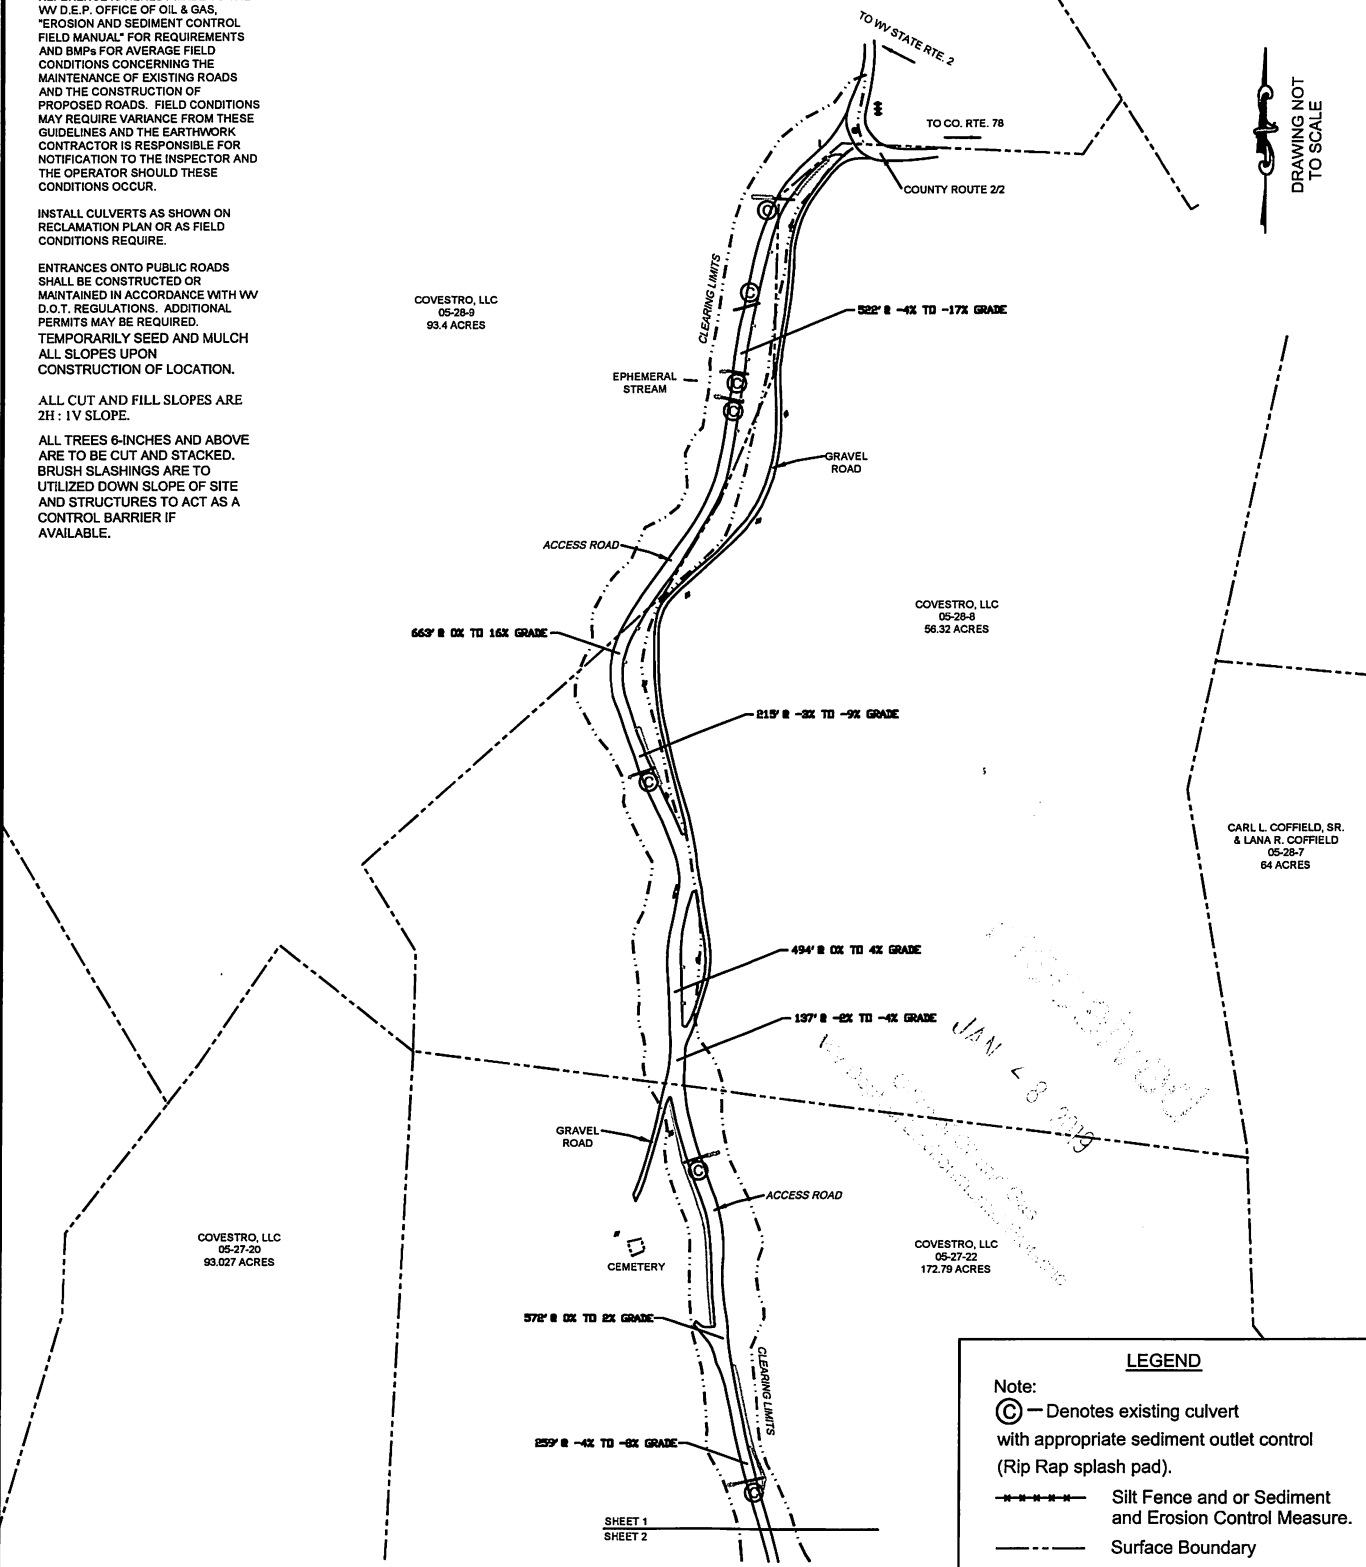 WV D.E.P. OFFICE OF OIL & GAS,
"EROSION AND SEDIMENT CONTROL
FIELD MANUAL" FOR REQUIREMENTS
AND BMPs FOR AVERAGE FIELD
CONDITIONS CONCERNING THE
MAINTENANCE OF EXISTING ROADS
AND THE CONSTRUCTION OF
PROPOSED ROADS. FIELD CONDITIONS
MAY REQUIRE VARIANCE FROM THESE
GUIDELINES AND THE EARTHWORK
CONTRACTOR IS RESPONSIBLE FOR
NOTIFICATION TO THE INSPECTOR AND
THE OPERATOR SHOULD THESE
CONDITIONS OCCUR.
INSTALL CULVERTS AS SHOWN ON
RECLAMATION PLAN OR AS FIELD
CONDITIONS REQUIRE.
ENTRANCES ONTO PUBLIC ROADS
SHALL BE CONSTRUCTED OR
MAINTAINED IN ACCORDANCE WITH WV
D.O.T. REGULATIONS. ADDITIONAL
PERMITS MAY BE REQUIRED.
TEMPORARILY SEED AND MULCH
ALL SLOPES UPON
CONSTRUCTION OF LOCATION.
ALL CUT AND FILL SLOPES ARE
2H : 1V SLOPE.
ALL TREES 6-INCHES AND ABOVE
ARE TO BE CUT AND STACKED.
BRUSH SLASHINGS ARE TO
UTILIZED DOWN SLOPE OF SITE
AND STRUCTURES TO ACT AS A
CONTROL BARRIER IF
AVAILABLE.
TO WV STATE RTE. 2
TO CO. RTE. 78
COUNTY ROUTE 2/2
DRAWING NOT
TO SCALE
C
CLEARING LIMITS
C
COVESTRO, LLC
05-28-9
93.4 ACRES
522' @ -4% TO -17% GRADE
EPHEMERAL
STREAM
C
C
GRAVEL
ROAD
ACCESS ROAD
COVESTRO, LLC
05-28-8
56.32 ACRES
663' @ 0% TO 16% GRADE
215' @ -3% TO -9% GRADE
C
CARL L. COFFIELD, SR.
& LANA R. COFFIELD
05-28-7
64 ACRES
494' @ 0% TO 4% GRADE
137' @ -2% TO -4% GRADE
JAN 28 2019
GRAVEL
ROAD
C
ACCESS ROAD
COVESTRO, LLC
05-27-20
93.027 ACRES
CEMETERY
COVESTRO, LLC
05-27-22
172.79 ACRES
572' @ 0% TO 2% GRADE
CLEARING LIMITS
259' @ -4% TO -8% GRADE
C
SHEET 1
SHEET 2
LEGEND
Note:
C — Denotes existing culvert
with appropriate sediment outlet control
(Rip Rap splash pad).
Silt Fence and or Sediment
and Erosion Control Measure.
Surface Boundary